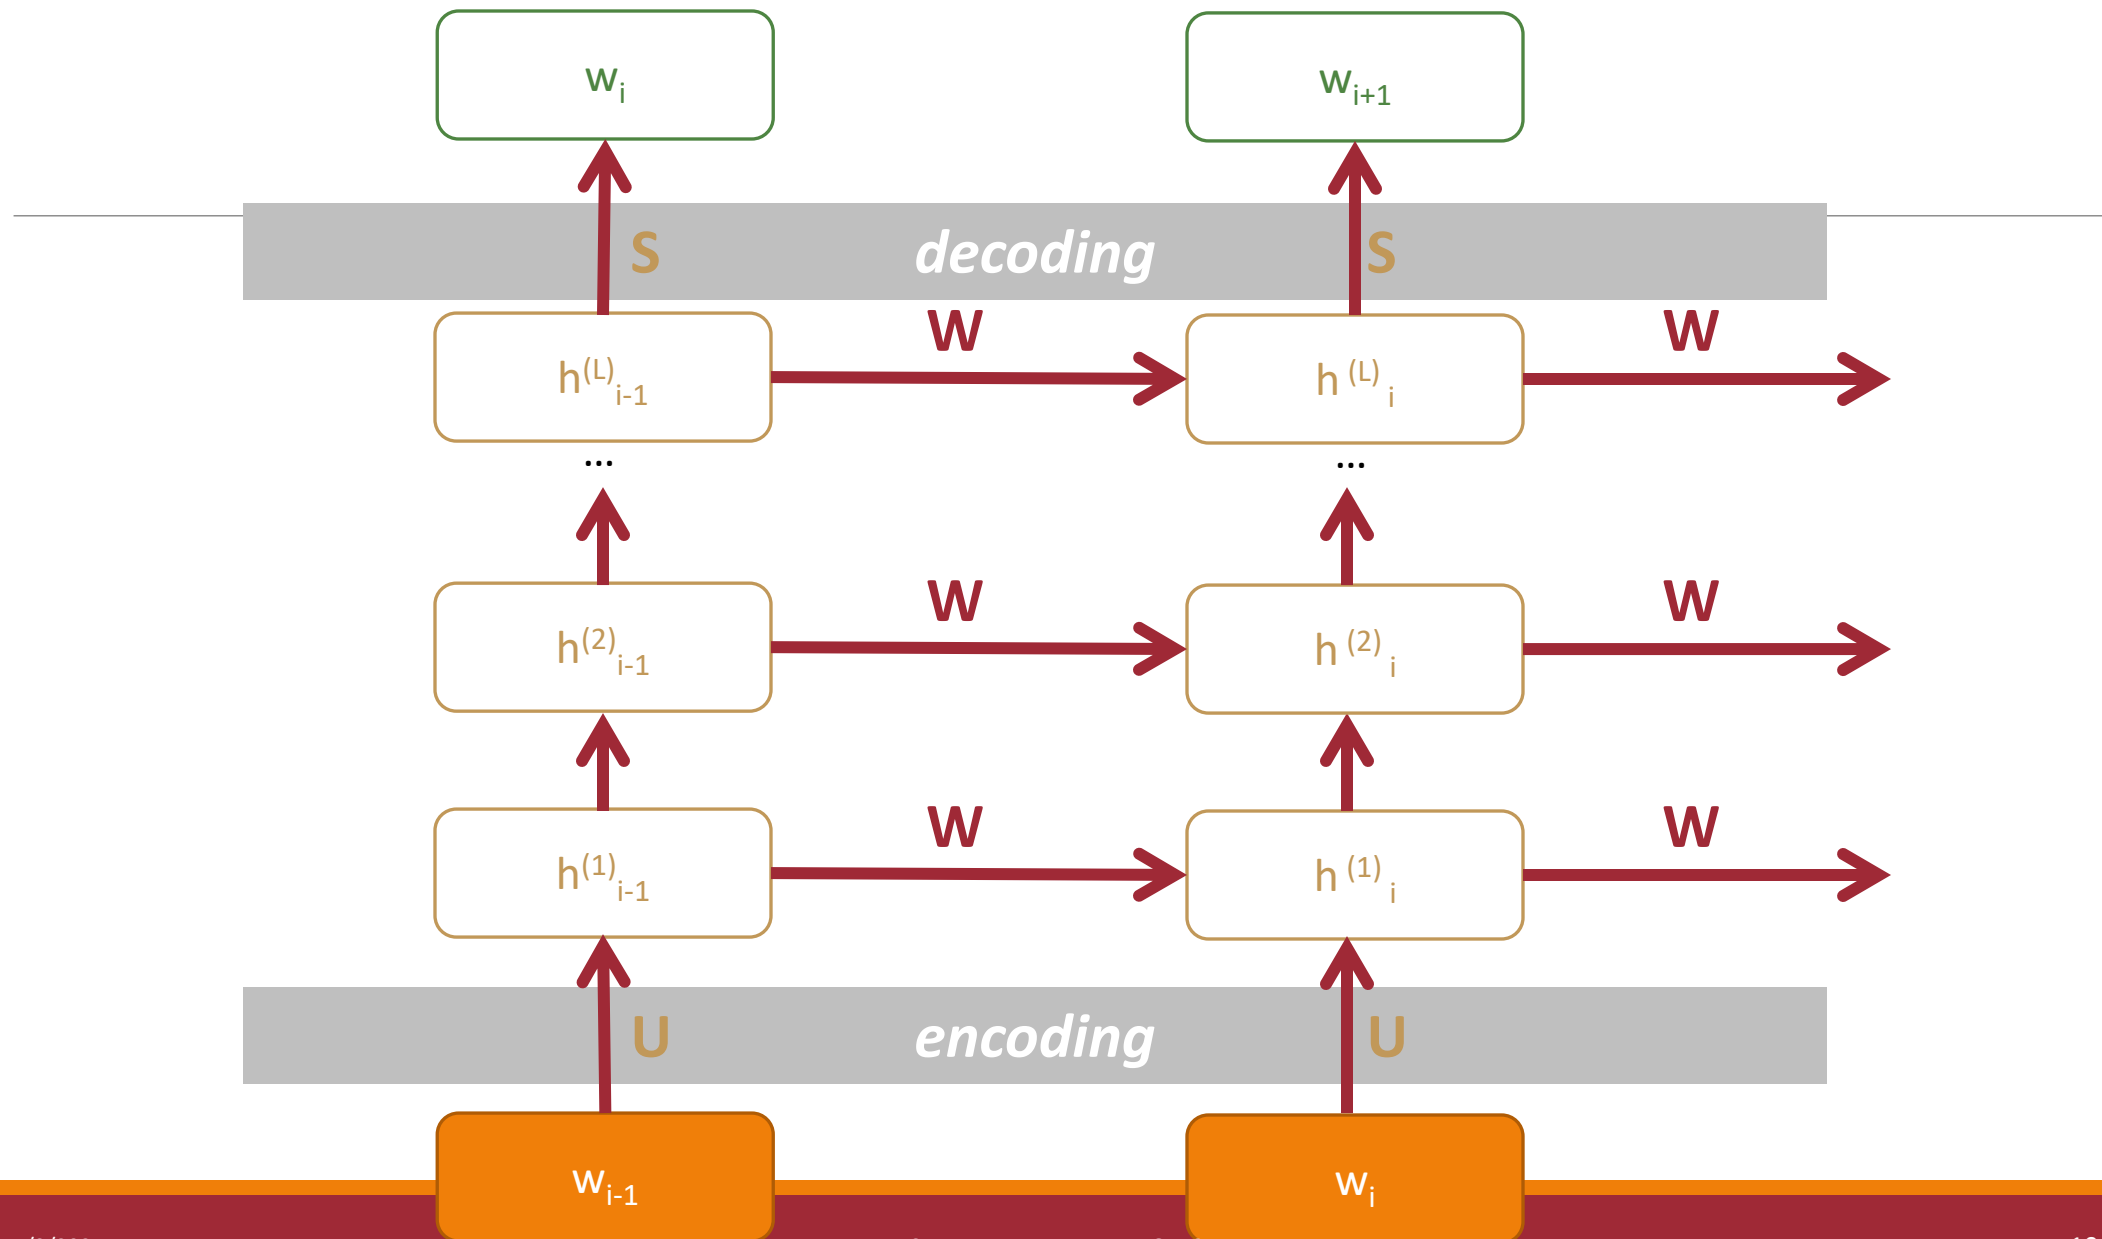 wᵢ wᵢ₊₁
S decoding S
W W
h⁽ᴸ⁾ᵢ₋₁ h⁽ᴸ⁾ᵢ
... ...
W W
h⁽²⁾ᵢ₋₁ h⁽²⁾ᵢ
W W
h⁽¹⁾ᵢ₋₁ h⁽¹⁾ᵢ
U encoding U
wᵢ₋₁ wᵢ